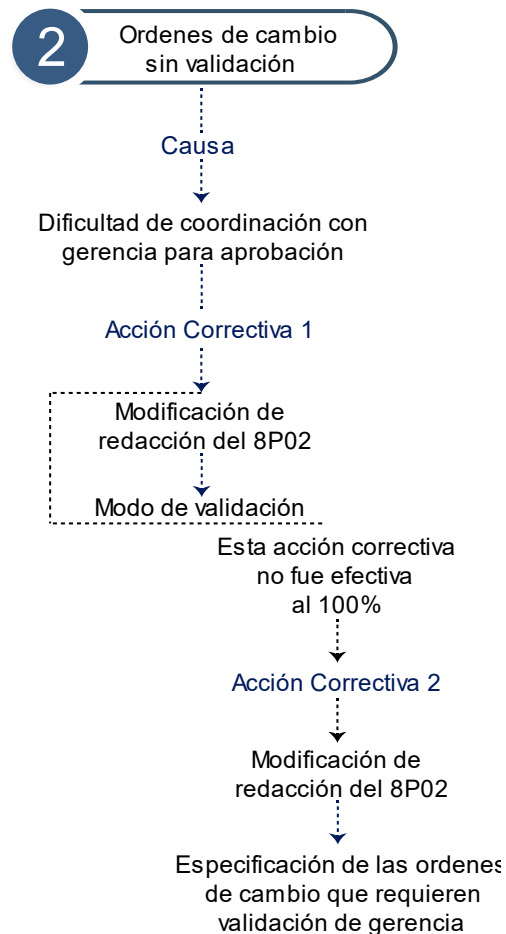 2
Ordenes de cambio
sin validación
Causa
Dificultad de coordinación con
gerencia para aprobación
Acción Correctiva 1
Modificación de
redacción del 8P02
Modo de validación
Esta acción correctiva
no fue efectiva
al 100%
Acción Correctiva 2
Modificación de
redacción del 8P02
Especificación de las ordenes
de cambio que requieren
validación de gerencia